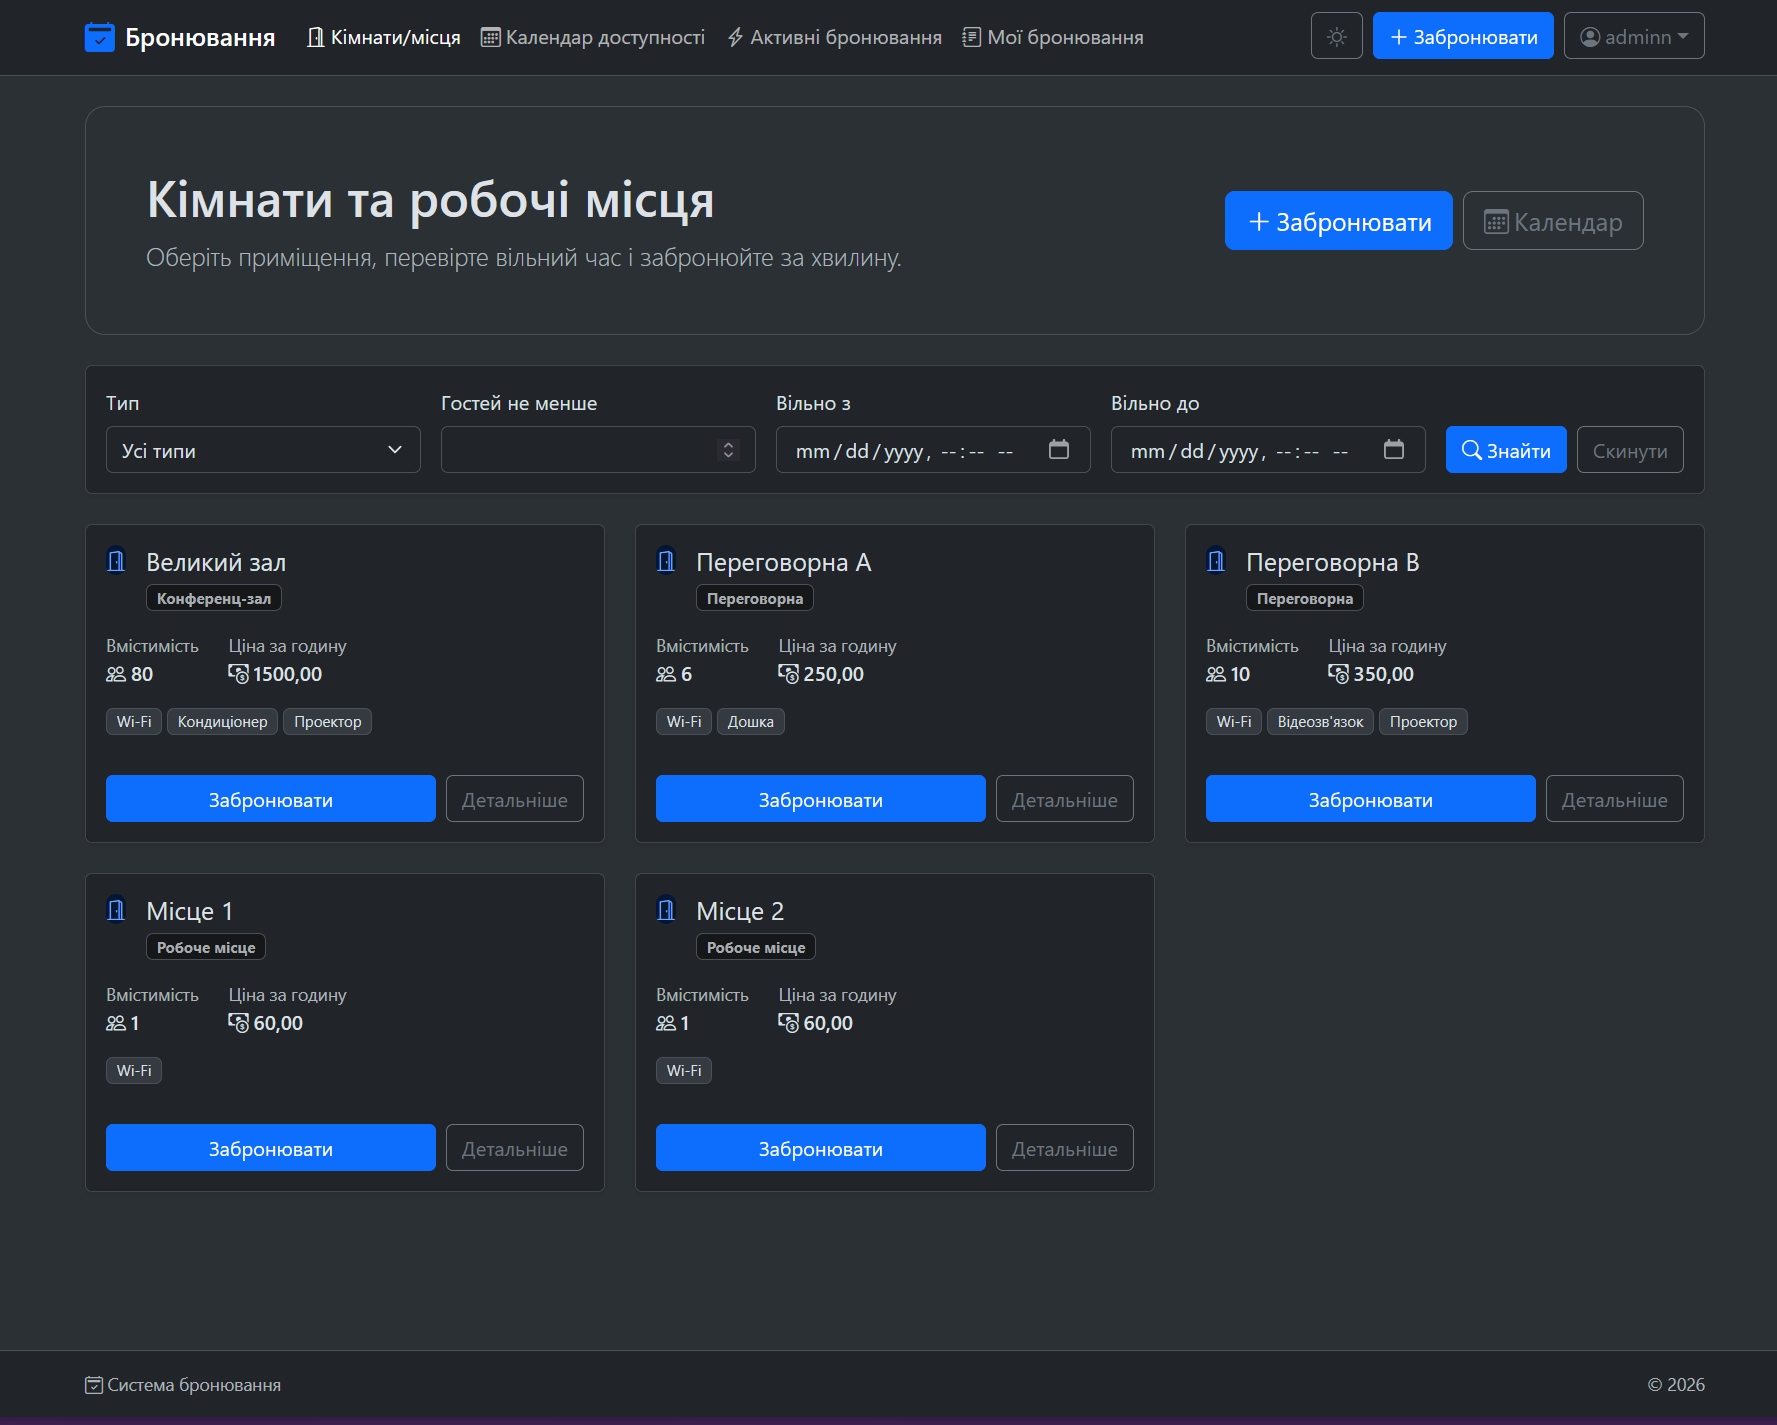 Бронювання Кімнати/місця Календар доступності Активні бронювання Мої бронювання Забронювати adminn
Кімнати та робочі місця
Оберіть приміщення, перевірте вільний час і забронюйте за хвилину.
Забронювати Календар
Тип Гостей не менше Вільно з Вільно до
Усі типи mm/dd/yyyy, --:-- -- mm/dd/yyyy, --:-- -- Знайти Скинути
Великий зал
Конференц-зал
Вмістимість Ціна за годину
80 1500,00
Wi-Fi Кондиціонер Проектор
Забронювати Детальніше
Переговорна A
Переговорна
Вмістимість Ціна за годину
6 250,00
Wi-Fi Дошка
Забронювати Детальніше
Переговорна B
Переговорна
Вмістимість Ціна за годину
10 350,00
Wi-Fi Відеозв'язок Проектор
Забронювати Детальніше
Місце 1
Робоче місце
Вмістимість Ціна за годину
1 60,00
Wi-Fi
Забронювати Детальніше
Місце 2
Робоче місце
Вмістимість Ціна за годину
1 60,00
Wi-Fi
Забронювати Детальніше
Система бронювання © 2026